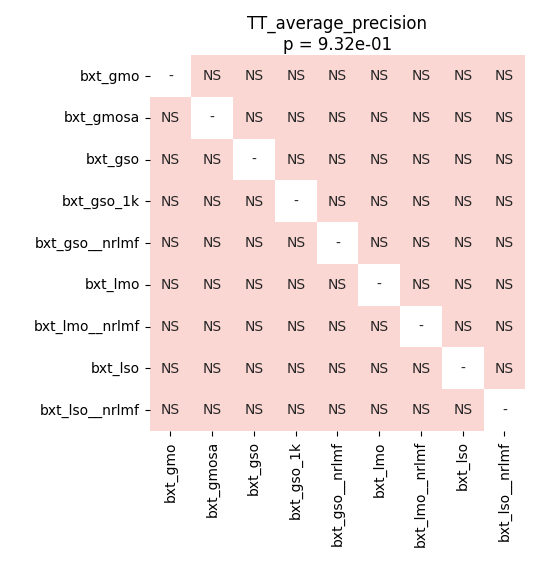 TT_average_precision
p = 9.32e-01
bxt_gmo - NS NS NS NS NS NS NS NS
bxt_gmosa NS - NS NS NS NS NS NS NS
bxt_gso NS NS - NS NS NS NS NS NS
bxt_gso_1k NS NS NS - NS NS NS NS NS
bxt_gso__nrlmf NS NS NS NS - NS NS NS NS
bxt_lmo NS NS NS NS NS - NS NS NS
bxt_lmo__nrlmf NS NS NS NS NS NS - NS NS
bxt_lso NS NS NS NS NS NS NS - NS
bxt_lso__nrlmf NS NS NS NS NS NS NS NS -
bxt_gmo
bxt_gmosa
bxt_gso
bxt_gso_1k
bxt_gso__nrlmf
bxt_lmo
bxt_lmo__nrlmf
bxt_lso
bxt_lso__nrlmf